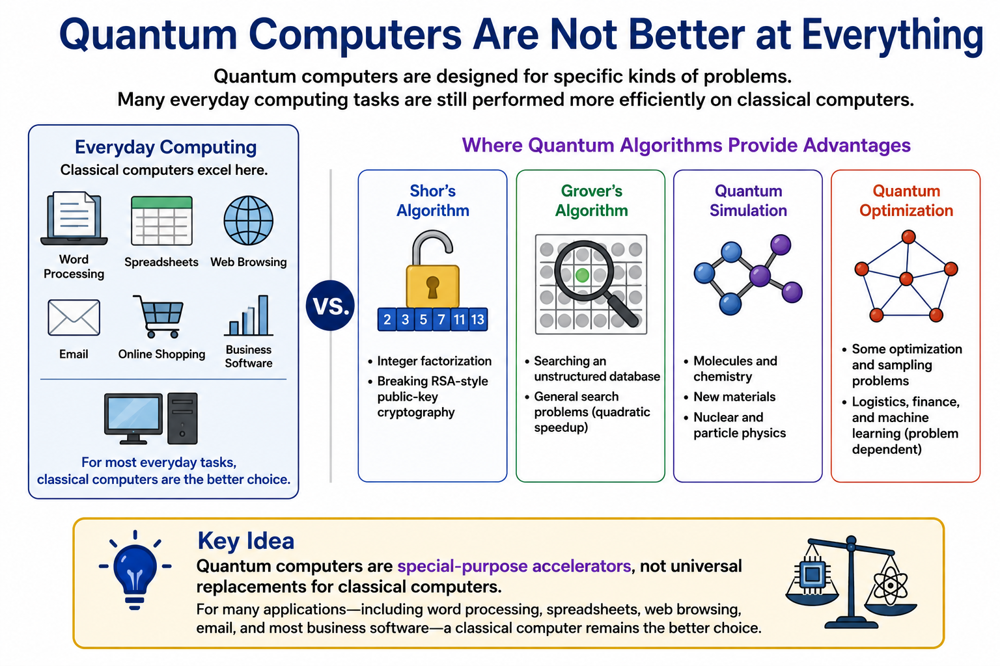 Quantum Computers Are Not Better at Everything
Quantum computers are designed for specific kinds of problems.
Many everyday computing tasks are still performed more efficiently on classical computers.
Everyday Computing
Classical computers excel here.
Word
Processing
Spreadsheets
Web Browsing
Email
Online Shopping
Business
Software
For most everyday tasks,
classical computers are the better choice.
VS.
Where Quantum Algorithms Provide Advantages
Shor's
Algorithm
2 3 5 7 11 13
• Integer factorization
• Breaking RSA-style
public-key
cryptography
Grover's
Algorithm
• Searching an
unstructured database
• General search
problems (quadratic
speedup)
Quantum
Simulation
• Molecules and
chemistry
• New materials
• Nuclear and
particle physics
Quantum
Optimization
• Some optimization
and sampling
problems
• Logistics, finance,
and machine
learning (problem
dependent)
Key Idea
Quantum computers are special-purpose accelerators, not universal
replacements for classical computers.
For many applications—including word processing, spreadsheets, web browsing,
email, and most business software—a classical computer remains the better choice.